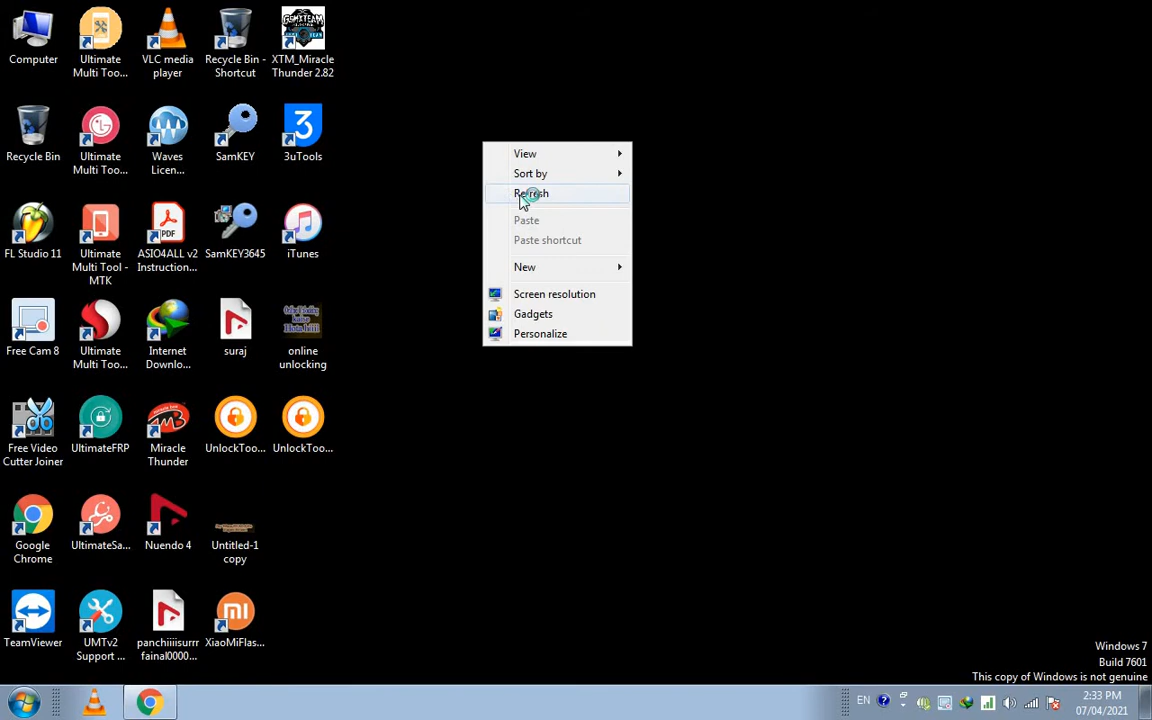 Computer
Ultimate
Multi Too...
VLC media
player
Recycle Bin -
Shortcut
XTM_Miracle
Thunder 2.82
Recycle Bin
Ultimate
Multi Too...
Waves
Licen...
SamKEY
3
3uTools
FL Studio 11
Ultimate
Multi Tool -
MTK
PDF
ASIO4ALL v2
Instruction...
SamKEY3645
iTunes
Free Cam 8
Ultimate
Multi Too...
Internet
Downlo...
suraj
online
unlocking
Free Video
Cutter Joiner
UltimateFRP
Miracle
Thunder
UnlockToo...
UnlockToo...
Google
Chrome
UltimateSa...
Nuendo 4
Untitled-1
copy
TeamViewer
UMTv2
Support ...
panchiiiisurrr
fainal0000...
XiaoMiFlas...
View
Sort by
Refresh
Paste
Paste shortcut
New
Screen resolution
Gadgets
Personalize
Windows 7
Build 7601
This copy of Windows is not genuine
EN
2:33 PM
07/04/2021